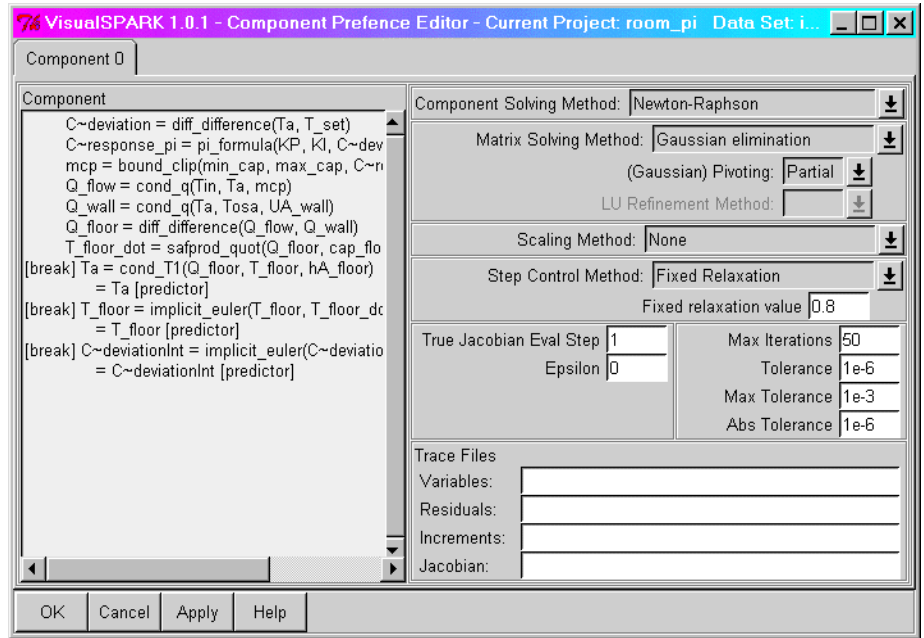 VisualSPARK 1.0.1 - Component Prefence Editor - Current Project: room_pi Data Set: i...
Component 0
Component
C~deviation = diff_difference(Ta, T_set)
C~response_pi = pi_formula(KP, KI, C~dev
mcp = bound_clip(min_cap, max_cap, C~r
Q_flow = cond_q(Tin, Ta, mcp)
Q_wall = cond_q(Ta, Tosa, UA_wall)
Q_floor = diff_difference(Q_flow, Q_wall)
T_floor_dot = safprod_quot(Q_floor, cap_flo
[break] Ta = cond_T1(Q_floor, T_floor, hA_floor)
= Ta [predictor]
[break] T_floor = implicit_euler(T_floor, T_floor_dc
= T_floor [predictor]
[break] C~deviationInt = implicit_euler(C~deviatio
= C~deviationInt [predictor]
Component Solving Method: Newton-Raphson
Matrix Solving Method: Gaussian elimination
(Gaussian) Pivoting: Partial
LU Refinement Method:
Scaling Method: None
Step Control Method: Fixed Relaxation
Fixed relaxation value 0.8
True Jacobian Eval Step 1
Epsilon 0
Max Iterations 50
Tolerance 1e-6
Max Tolerance 1e-3
Abs Tolerance 1e-6
Trace Files
Variables:
Residuals:
Increments:
Jacobian:
OK Cancel Apply Help